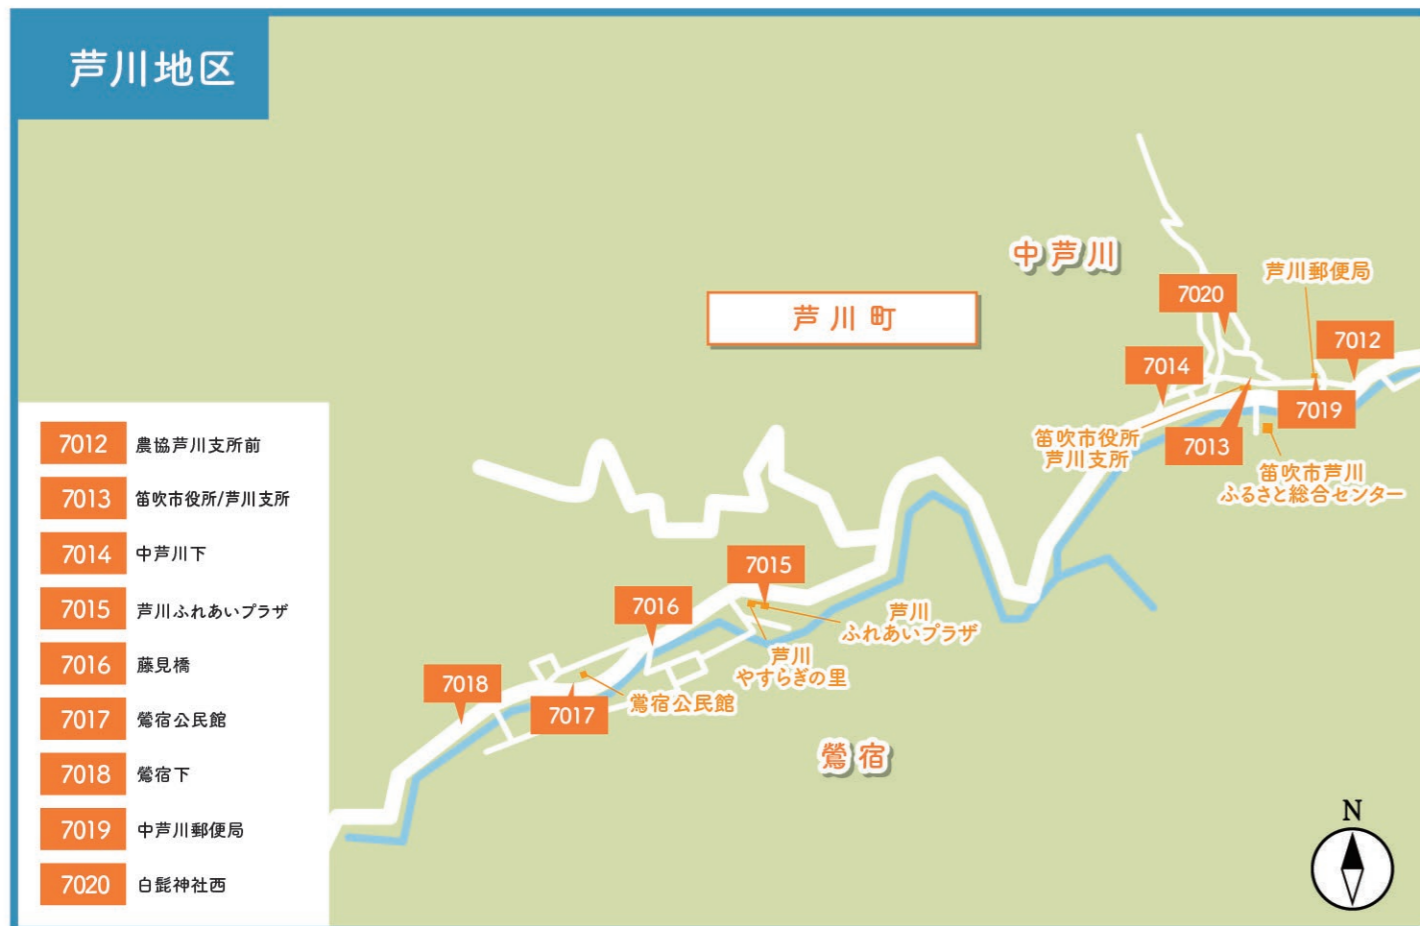 芦川地区
中芦川
芦川郵便局
7020
芦川町
7012
7014
7019
笛吹市役所
芦川支所
7013
笛吹市芦川
ふるさと総合センター
7012 農協芦川支所前
7013 笛吹市役所/芦川支所
7014 中芦川下
7015 芦川ふれあいプラザ
7016 藤見橋
7017 鶯宿公民館
7018 鶯宿下
7019 中芦川郵便局
7020 白髭神社西
7015
7016
芦川
ふれあいプラザ
芦川
やすらぎの里
7018
鶯宿公民館
7017
鶯宿
N